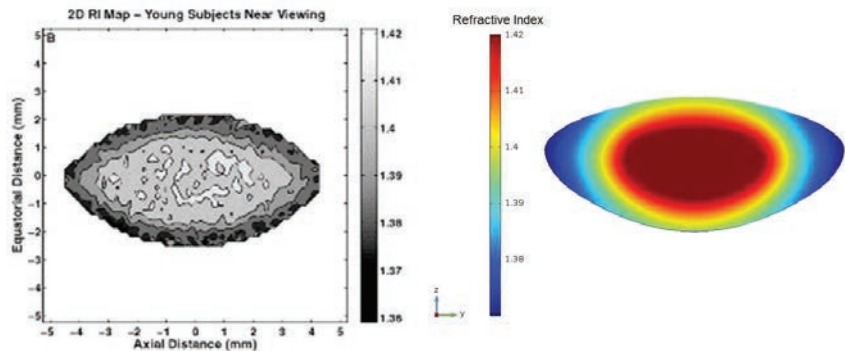 2D RI Map – Young Subjects Near Viewing
B
5
4
3
2
1
0
−1
−2
−3
−4
−5
Equatorial Distance (mm)
−5 −4 −3 −2 −1 0 1 2 3 4 5
Axial Distance (mm)
1.42
1.41
1.4
1.39
1.38
1.37
1.36
Refractive Index
1.42
1.41
1.4
1.39
1.38
z
y